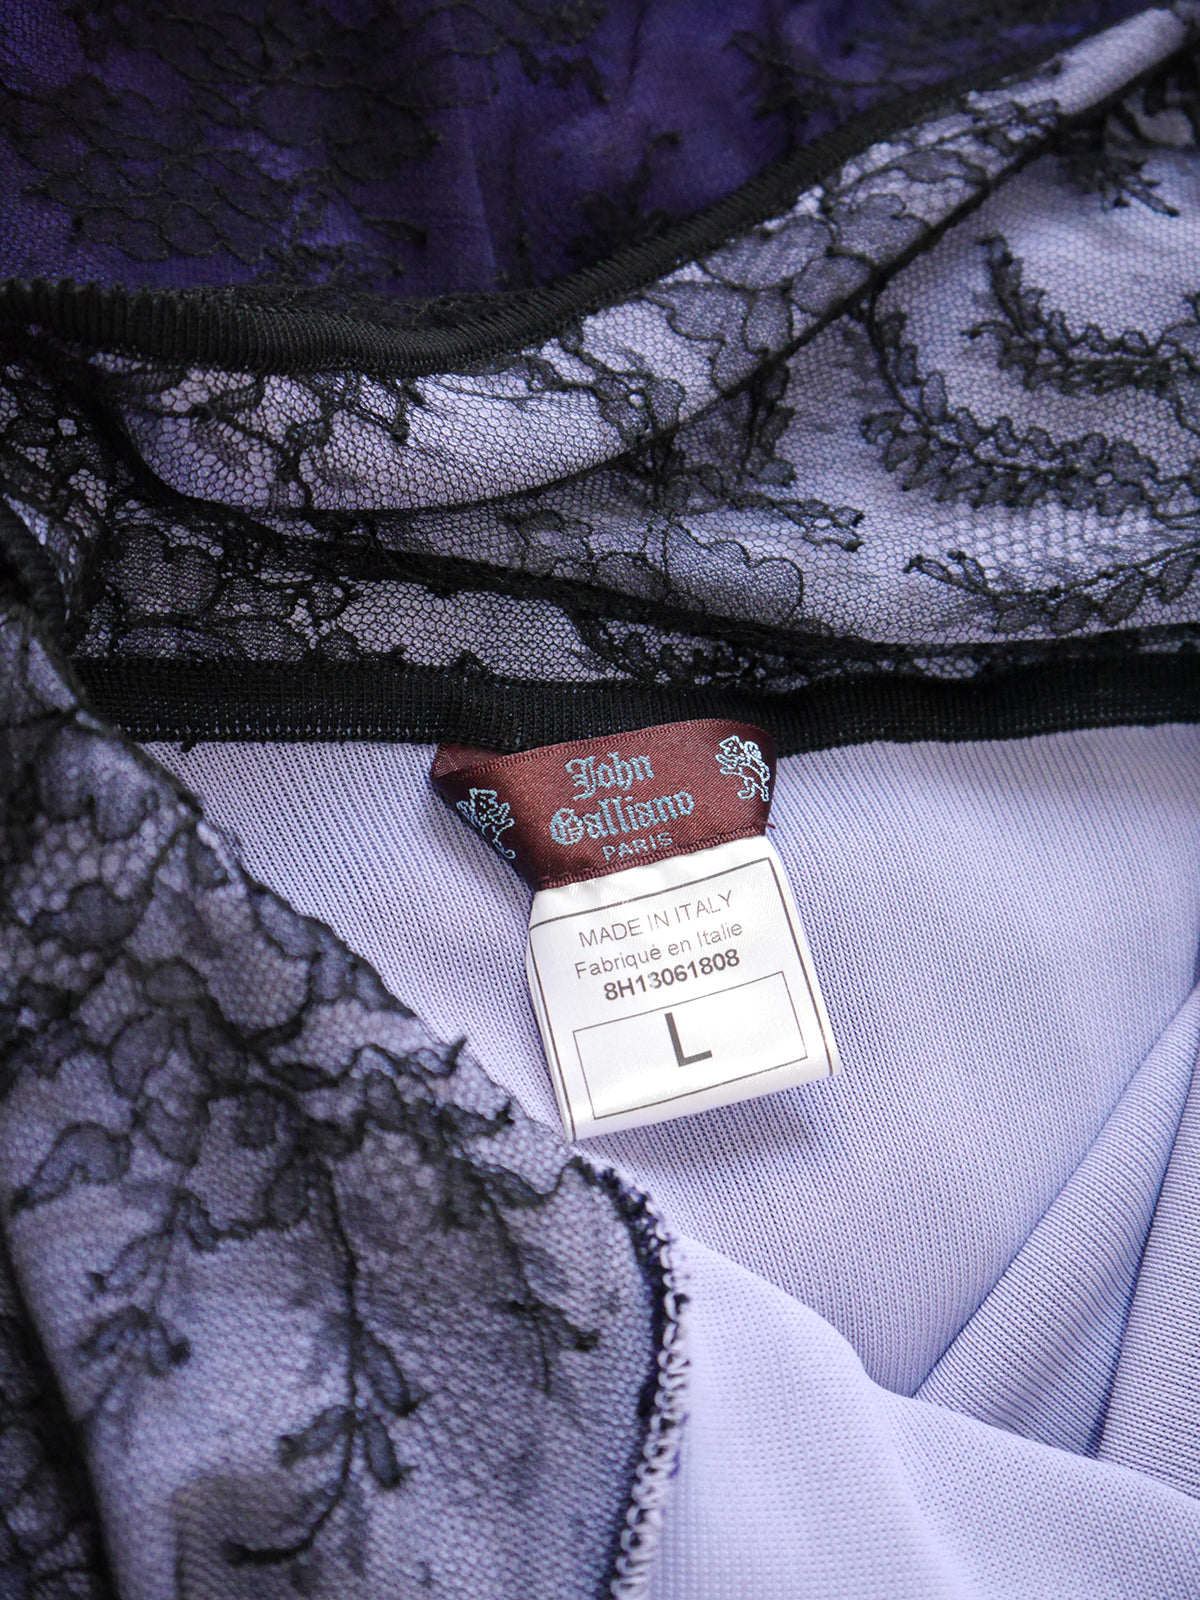 John
Galliano
PARIS
MADE IN ITALY
Fabriqué en Italie
8H13061808
L